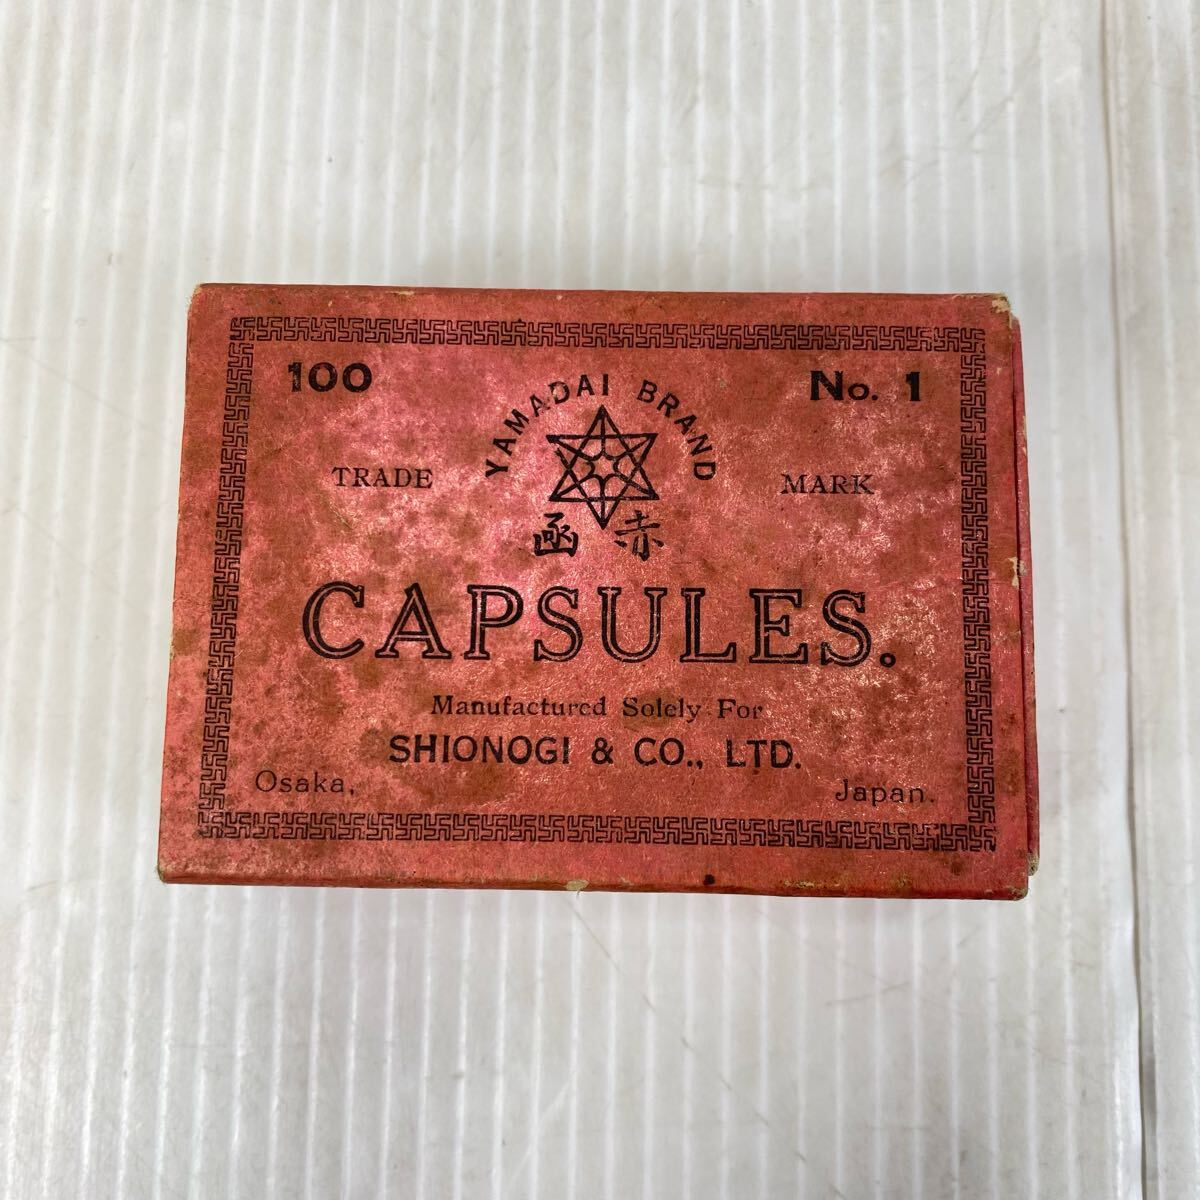 100 No. 1
YAMADAI BRAND
TRADE MARK
函 赤
CAPSULES.
Manufactured Solely For
SHIONOGI & CO., LTD.
Osaka, Japan.